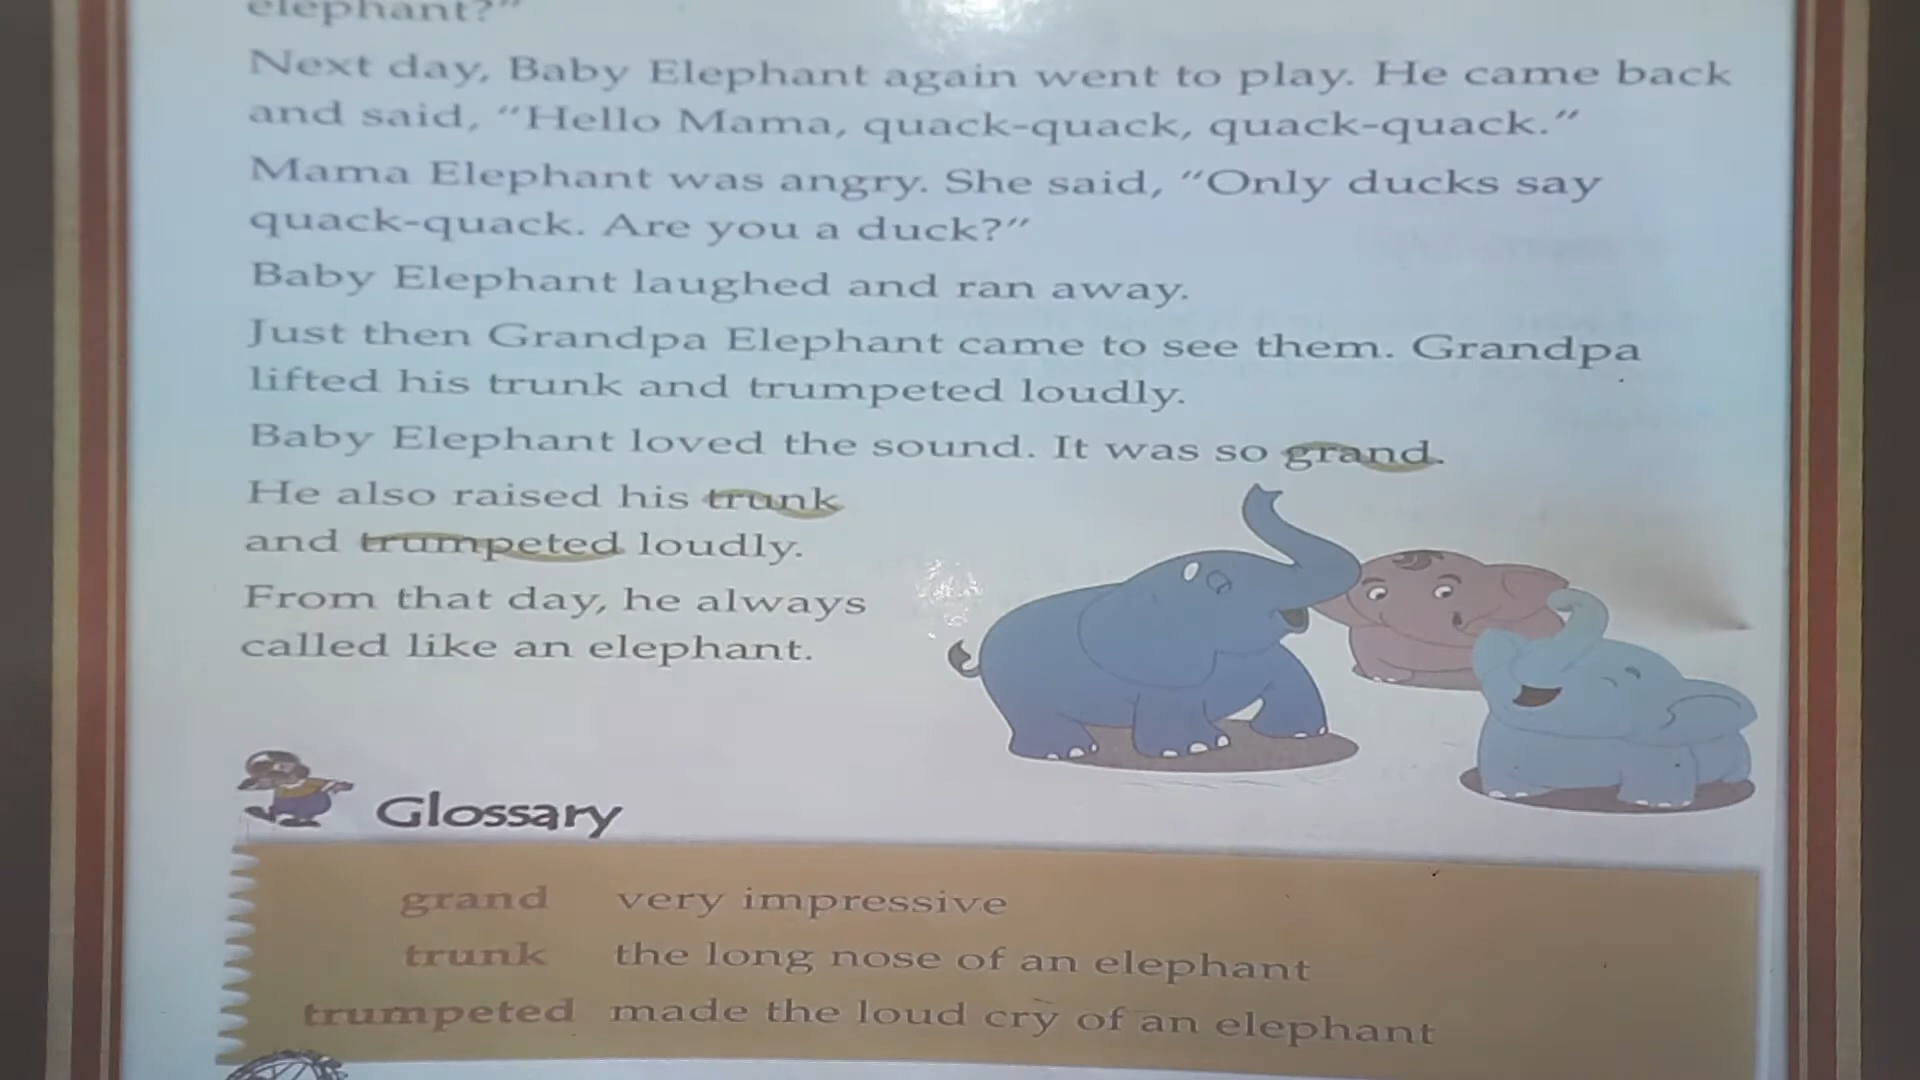 elephant?"
Next day, Baby Elephant again went to play. He came back
and said, "Hello Mama, quack-quack, quack-quack."
Mama Elephant was angry. She said, "Only ducks say
quack-quack. Are you a duck?"
Baby Elephant laughed and ran away.
Just then Grandpa Elephant came to see them. Grandpa
lifted his trunk and trumpeted loudly.
Baby Elephant loved the sound. It was so grand.
He also raised his trunk
and trumpeted loudly.
From that day, he always
called like an elephant.
Glossary
grand very impressive
trunk the long nose of an elephant
trumpeted made the loud cry of an elephant